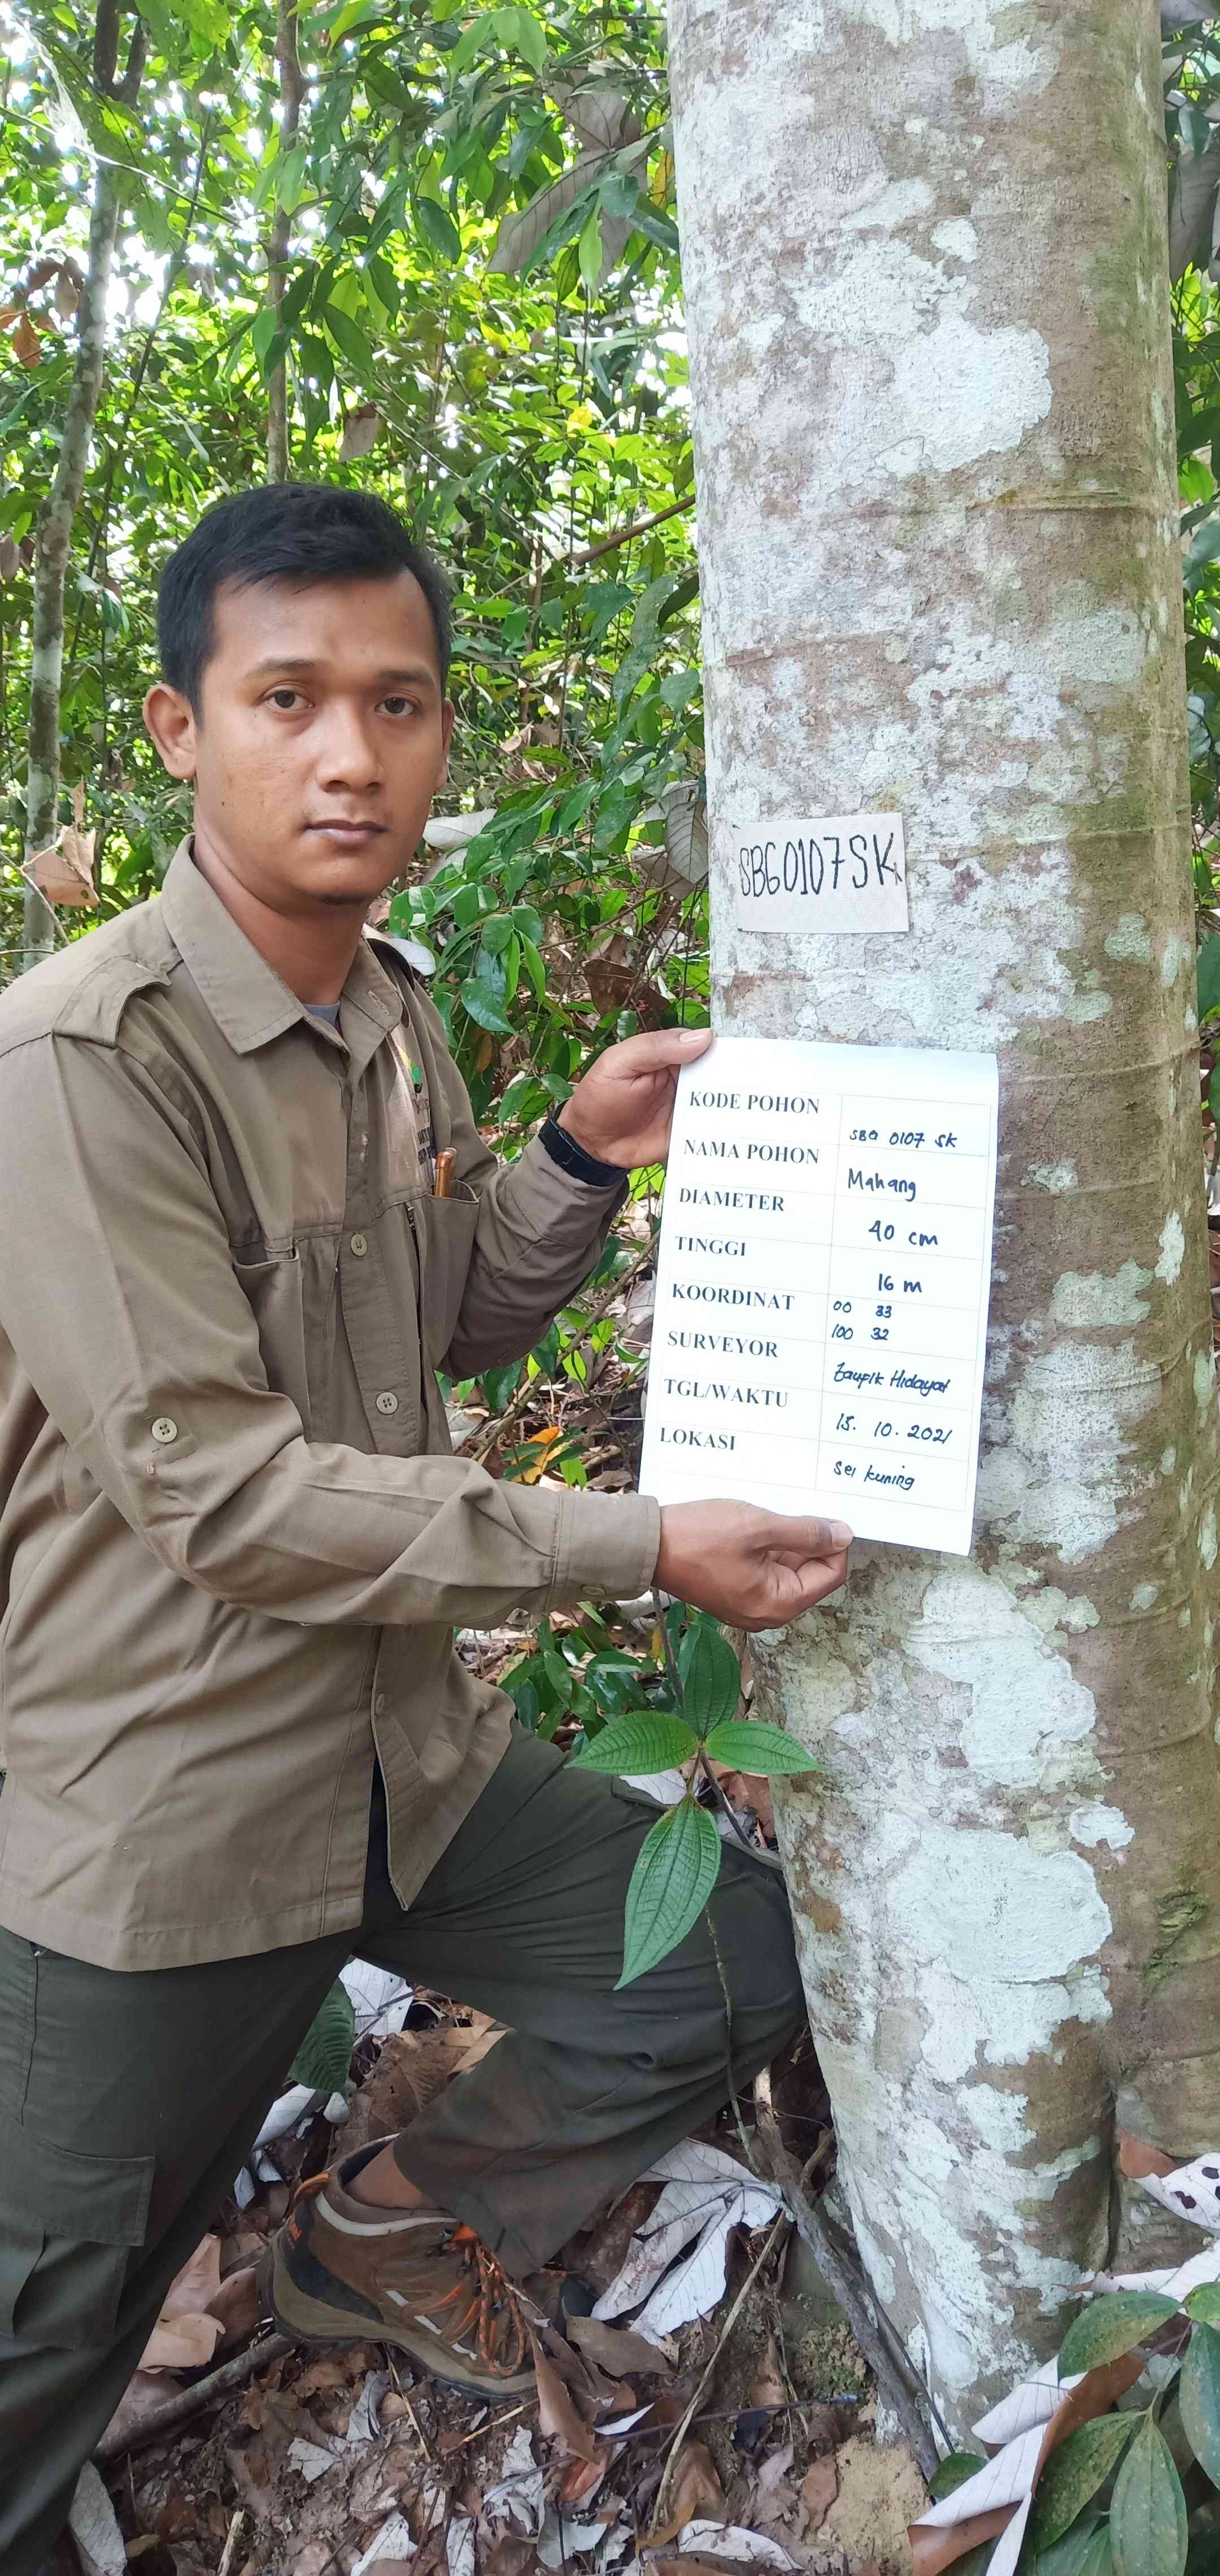 SBG0107SK
KODE POHON SBG 0107 SK
NAMA POHON Mahang
DIAMETER 40 cm
TINGGI 16 m
KOORDINAT 00 33
100 32
SURVEYOR Taupik Hidayat
TGL/WAKTU 15. 10. 2021
LOKASI Sei kuning